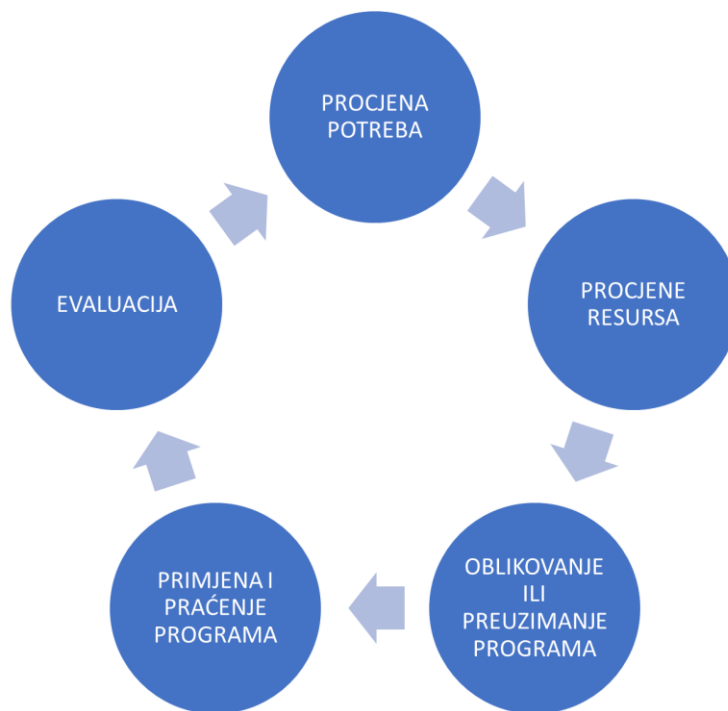 PROCJENA
POTREBA
PROCJENE
RESURSA
OBLIKOVANJE
ILI
PREUZIMANJE
PROGRAMA
PRIMJENA I
PRAĆENJE
PROGRAMA
EVALUACIJA